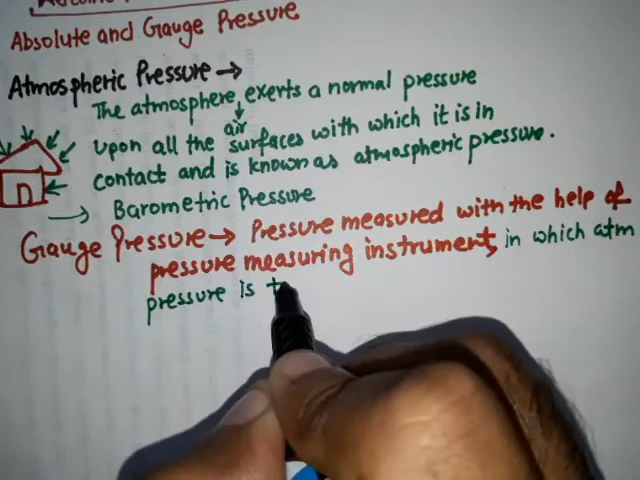 Absolute and Gauge Pressure
Atmospheric Pressure →
The atmosphere exerts a normal pressure
air
upon all the surfaces with which it is in
contact and is known as atmospheric pressure.
→ Barometric Pressure
Gauge Pressure → Pressure measured with the help of
pressure measuring instrument, in which atm
pressure is t